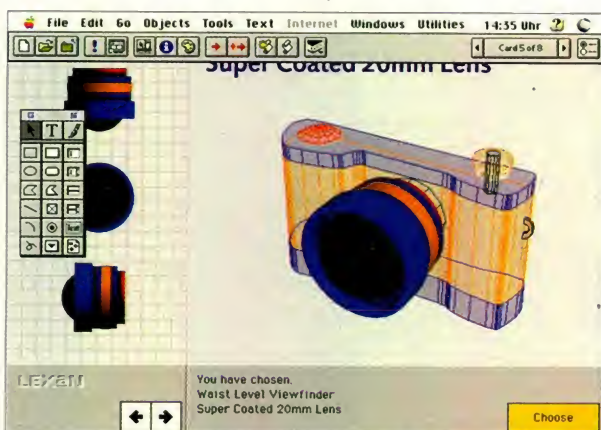 File Edit Go Objects Tools Text Internet Windows Utilities 14:35 Uhr
Card 5 of 8
Super Coated 20mm Lens
T
Text
LEXAN
You have chosen.
Waist Level Viewfinder
Super Coated 20mm Lens
Choose